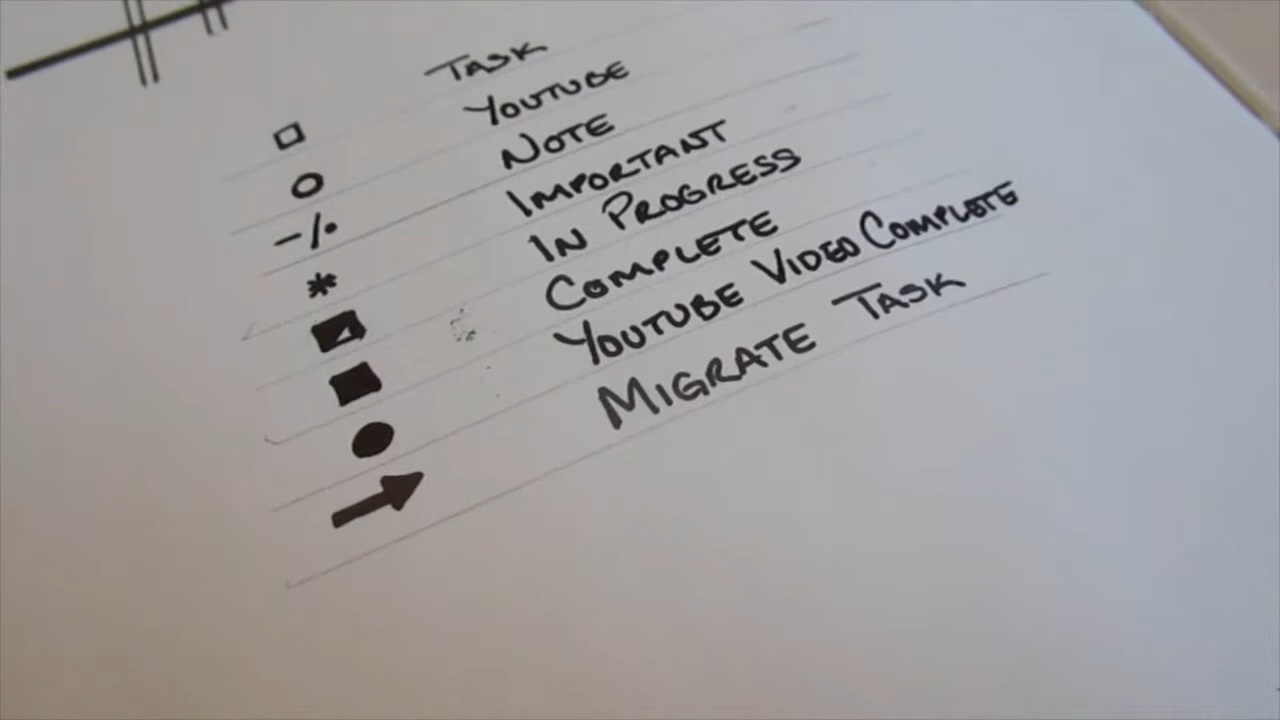 Task
YouTube
-/• Note
* Important
In Progress
Complete
YouTube Video Complete
Migrate Task